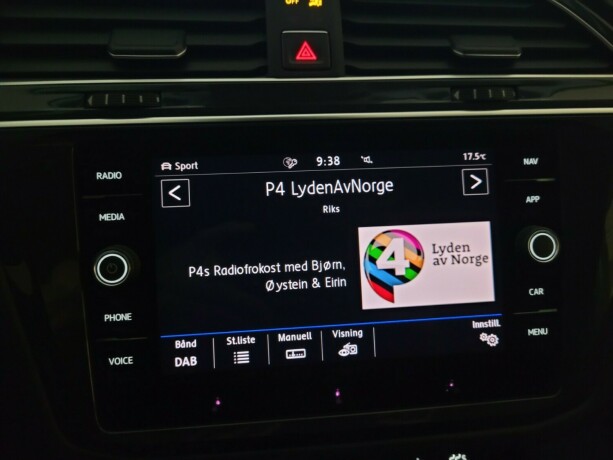 OFF
RADIO
MEDIA
PHONE
VOICE
Sport
9:38
17.5°C
P4 LydenAvNorge
Riks
P4s Radiofrokost med Bjørn,
Øystein & Eirin
4
Lyden
av Norge
Bånd
DAB
St.liste
Manuell
Visning
Innstill.
NAV
APP
CAR
MENU